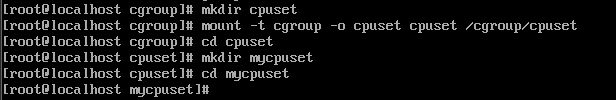 [root@localhost cgroup]# mkdir cpuset
[root@localhost cgroup]# mount -t cgroup -o cpuset cpuset /cgroup/cpuset
[root@localhost cgroup]# cd cpuset
[root@localhost cpuset]# mkdir mycpuset
[root@localhost cpuset]# cd mycpuset
[root@localhost mycpuset]#